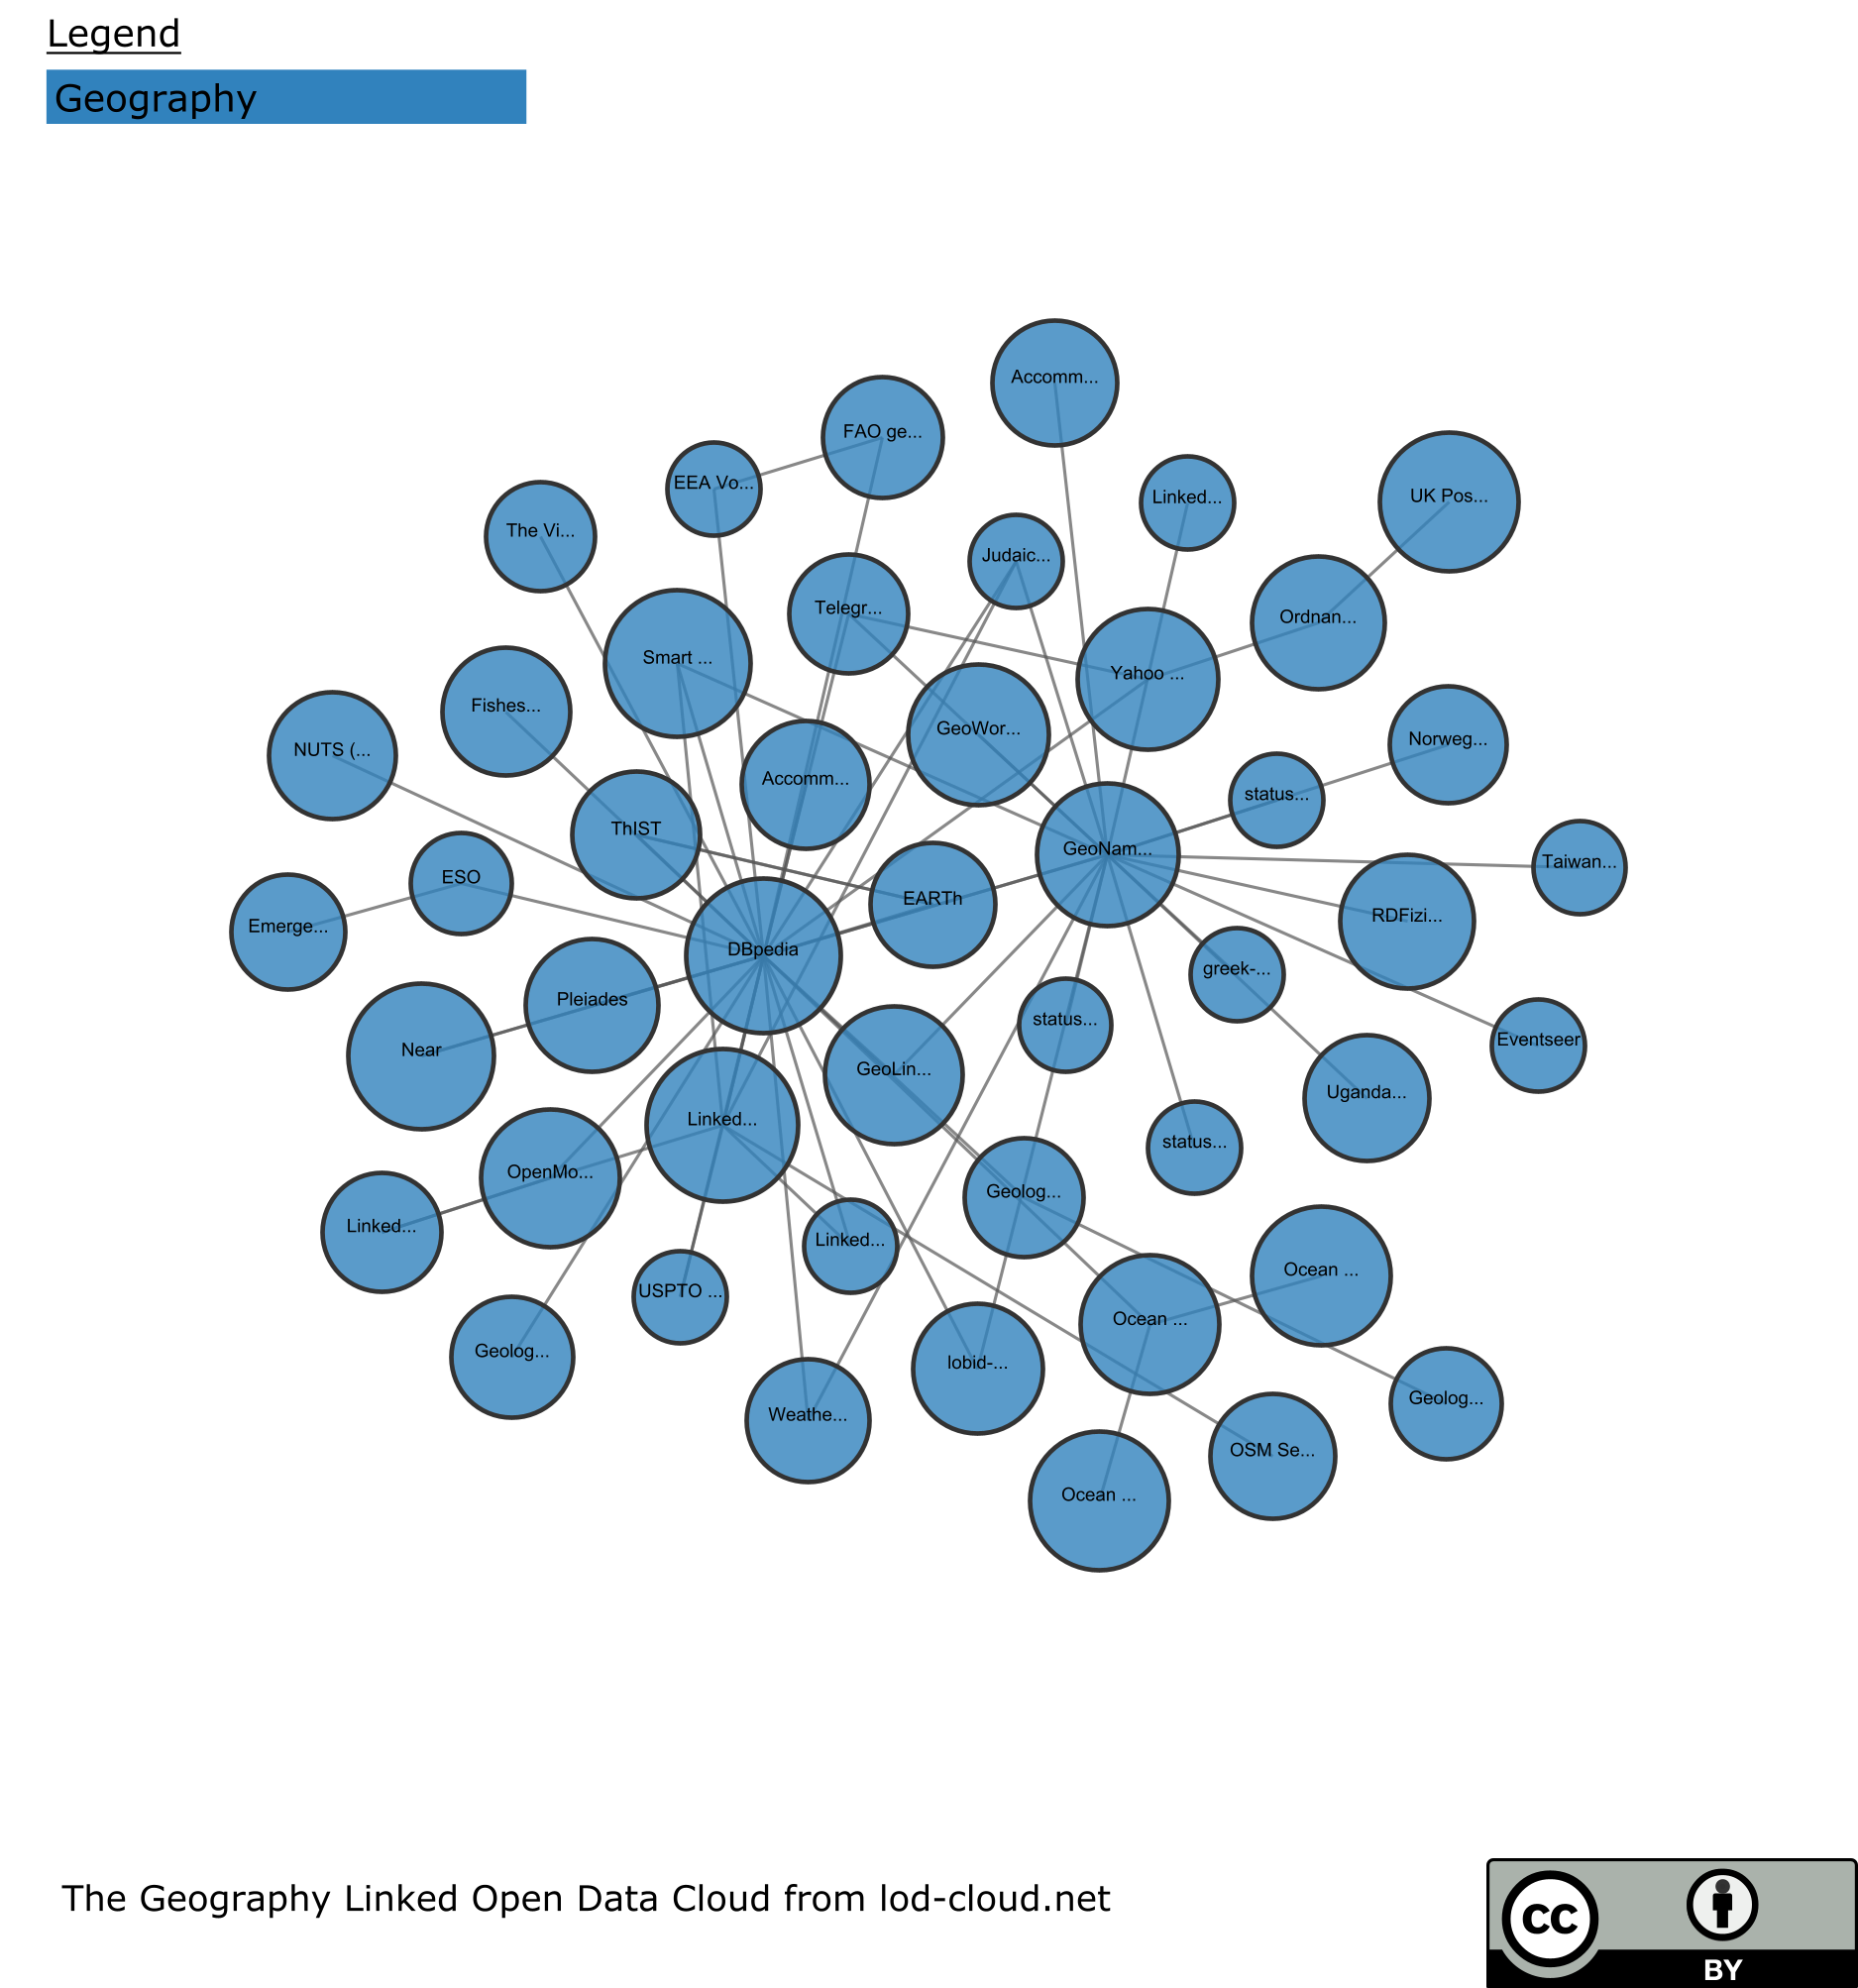 Legend
Geography
Accomm...
FAO ge...
EEA Vo...
Linked...
UK Pos...
The Vi...
Judaic...
Telegr...
Ordnan...
Smart ...
Yahoo ...
Fishes...
GeoWor...
Norweg...
NUTS (...
Accomm...
status...
ThIST
GeoNam...
Taiwan...
ESO
EARTh
RDFizi...
Emerge...
DBpedia
greek-...
Pleiades
Near
status...
Eventseer
GeoLin...
Uganda...
Linked...
status...
OpenMo...
Geolog...
Linked...
Linked...
Ocean ...
USPTO ...
Ocean ...
Geolog...
lobid-...
Geolog...
Weathe...
OSM Se...
Ocean ...
The Geography Linked Open Data Cloud from lod-cloud.net
cc
BY